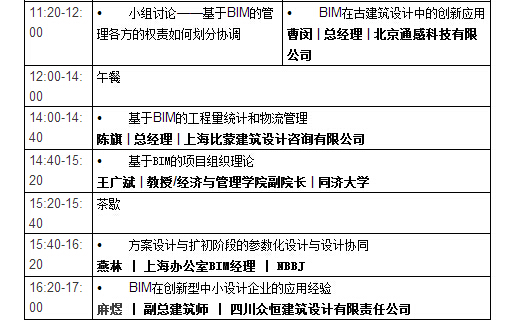 11:20-12:
00
• 小组讨论——基于BIM的管
理各方的权责如何划分协调
• BIM在古建筑设计中的创新应用
曹闵 | 总经理 | 北京通感科技有限
公司
12:00-14:
00
午餐
14:00-14:
40
• 基于BIM的工程量统计和物流管理
陈旗 | 总经理 | 上海比蒙建筑设计咨询有限公司
14:40-15:
20
• 基于BIM的项目组织理论
王广斌 | 教授/经济与管理学院副院长 | 同济大学
15:20-15:
40
茶歇
15:40-16:
20
• 方案设计与扩初阶段的参数化设计与设计协同
燕林 | 上海办公室BIM经理 | NBBJ
16:20-17:
00
• BIM在创新型中小设计企业的应用经验
麻煜 | 副总建筑师 | 四川众恒建筑设计有限责任公司